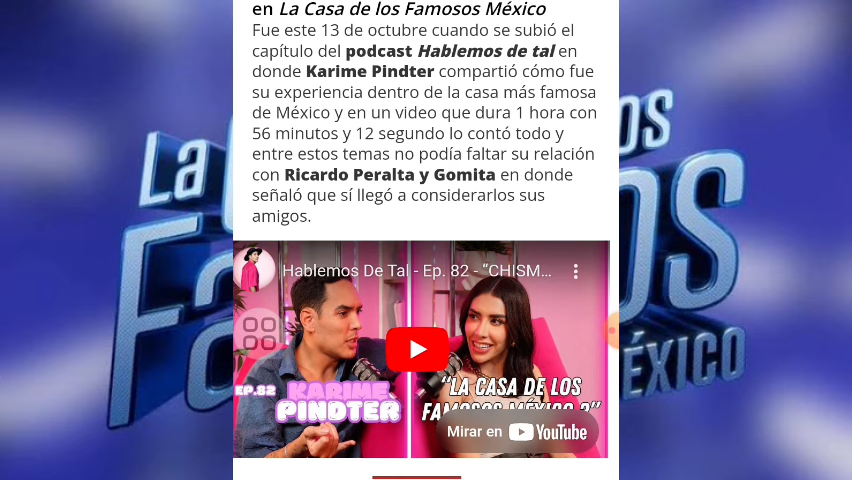 en La Casa de los Famosos México
Fue este 13 de octubre cuando se subió el
capítulo del podcast Hablemos de tal en
donde Karime Pindter compartió cómo fue
su experiencia dentro de la casa más famosa
de México y en un video que dura 1 hora con
56 minutos y 12 segundo lo contó todo y
entre estos temas no podía faltar su relación
con Ricardo Peralta y Gomita en donde
señaló que sí llegó a considerarlos sus
amigos.
Hablemos De Tal - Ep. 82 - “CHISM...
EP.82
KARIME
PINDTER
“LA CASA DE LOS
FAMOSOS MÉXICO 2”
Mirar en YouTube
La
Fa
OS
OS
MÉXICO